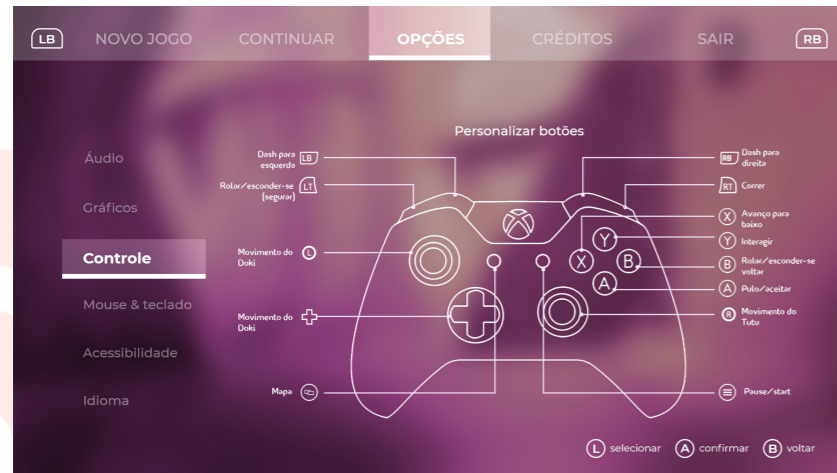 LB NOVO JOGO CONTINUAR OPÇÕES CRÉDITOS SAIR RB
Personalizar botões
Áudio
Gráficos
Controle
Mouse & teclado
Acessibilidade
Idioma
Dash para
esquerda LB
Rolar/esconder-se
(segurar) LT
Movimento do
Doki L
Movimento do
Doki
Mapa
RB Dash para
direita
RT Correr
X Avanço para
baixo
Y Interagir
B Rolar/esconder-se
voltar
A Pulo/aceitar
R Movimento do
Tutu
Pause/start
Y
X B
A
L selecionar A confirmar B voltar